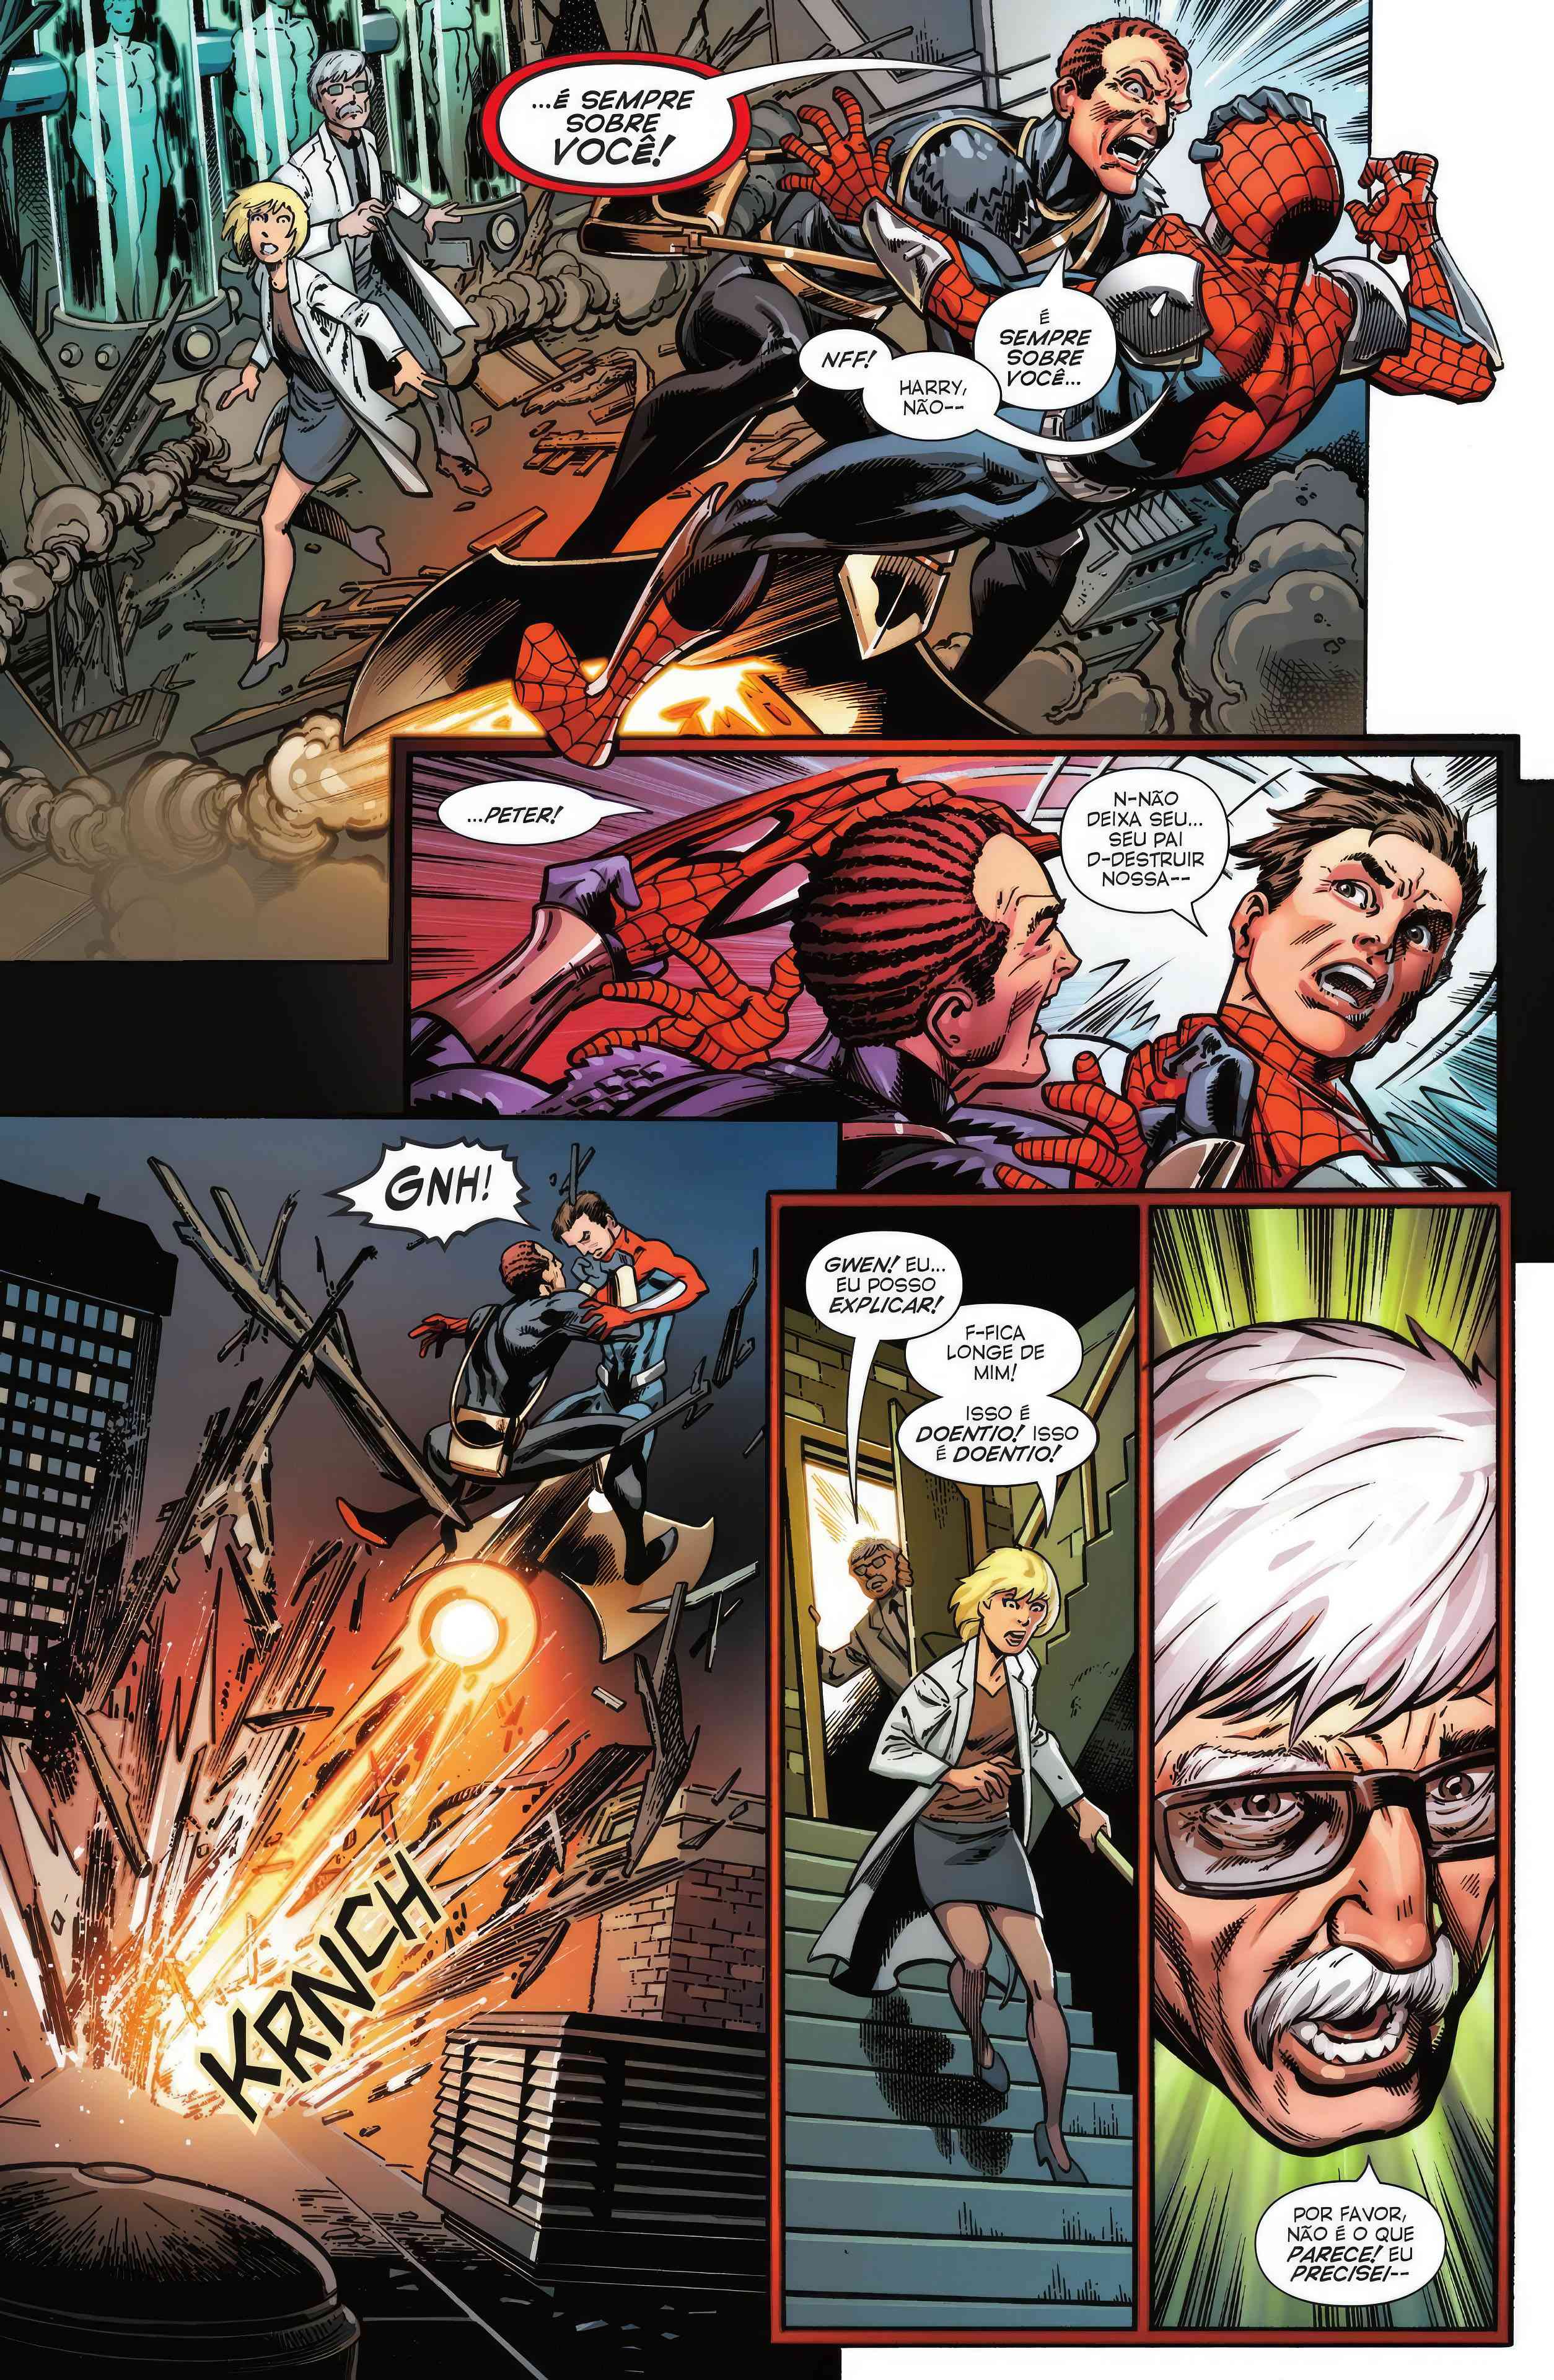 ...É SEMPRE
SOBRE
VOCÊ!
NFF!
HARRY,
NÃO--
É
SEMPRE
SOBRE
VOCÊ...
...PETER!
N-NÃO
DEIXA SEU...
SEU PAI
D-DESTRUIR
NOSSA--
GNH!
KRNCH
GWEN! EU...
EU POSSO
EXPLICAR!
F-FICA
LONGE DE
MIM!
ISSO É
DOENTIO! ISSO
É DOENTIO!
POR FAVOR,
NÃO É O QUE
PARECE! EU
PRECISEI--